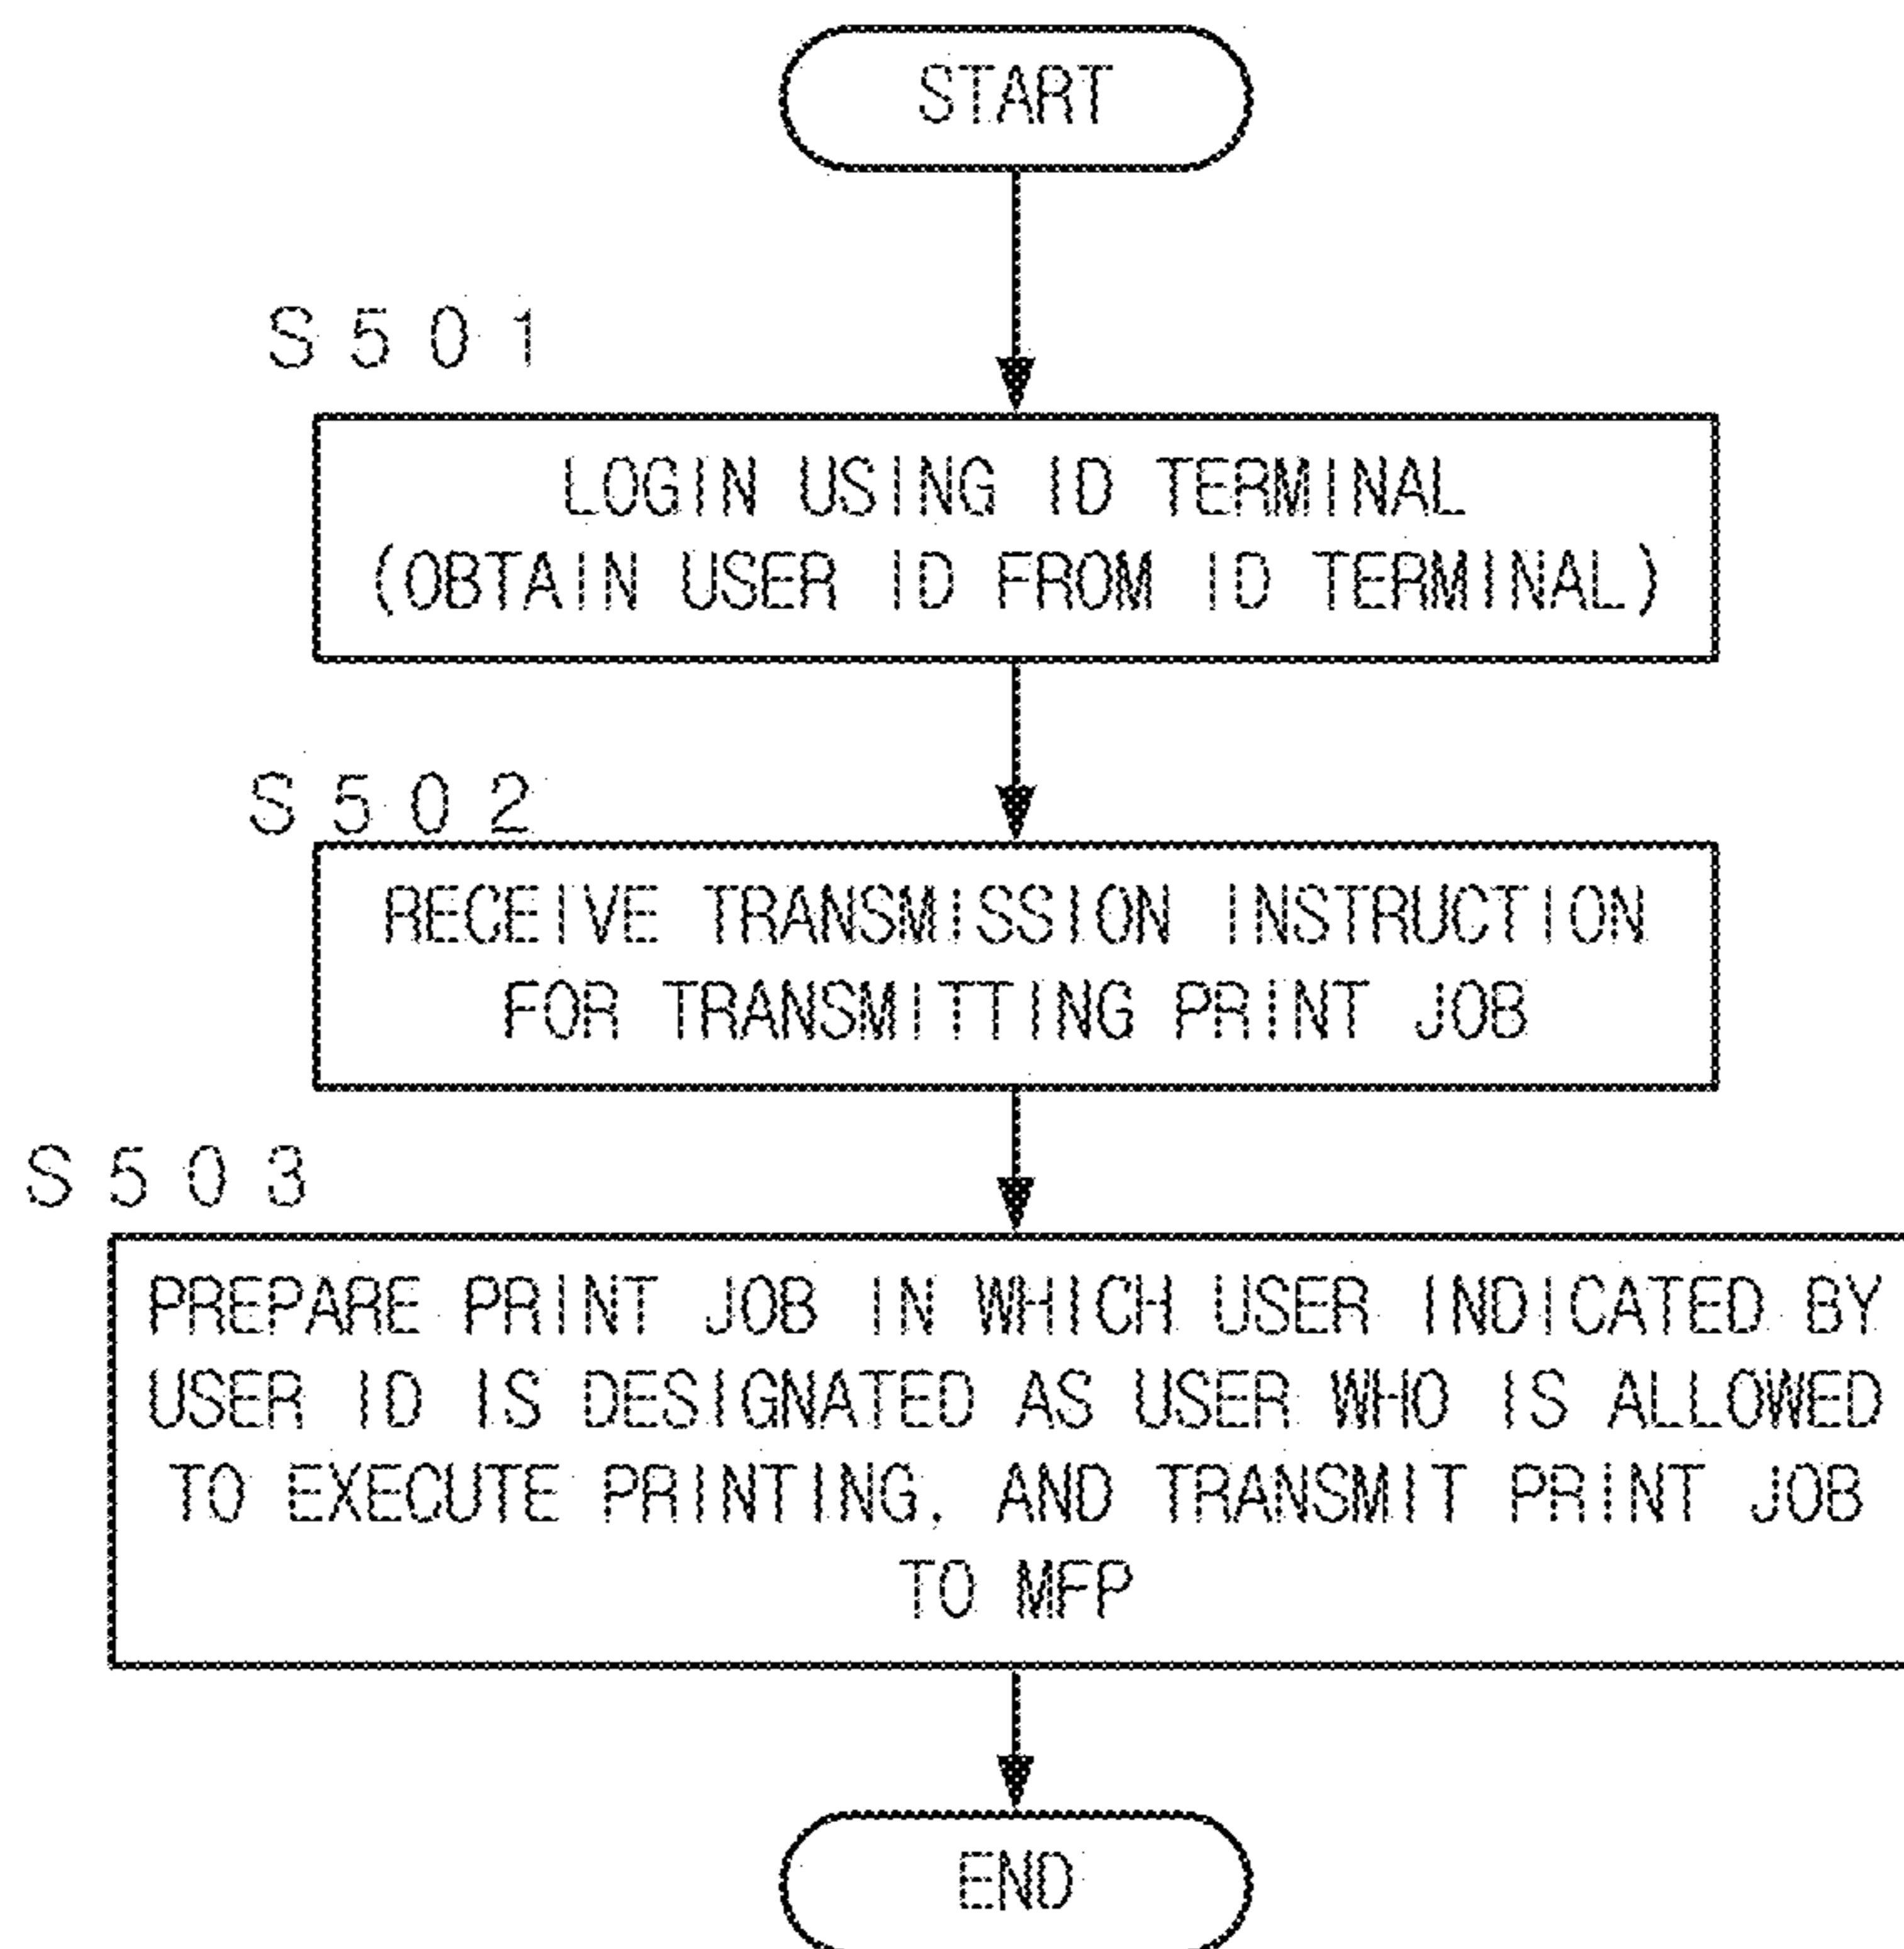 START
S501
LOGIN USING ID TERMINAL
(OBTAIN USER ID FROM ID TERMINAL)
S502
RECEIVE TRANSMISSION INSTRUCTION
FOR TRANSMITTING PRINT JOB
S503
PREPARE PRINT JOB IN WHICH USER INDICATED BY
USER ID IS DESIGNATED AS USER WHO IS ALLOWED
TO EXECUTE PRINTING, AND TRANSMIT PRINT JOB
TO MFP
END